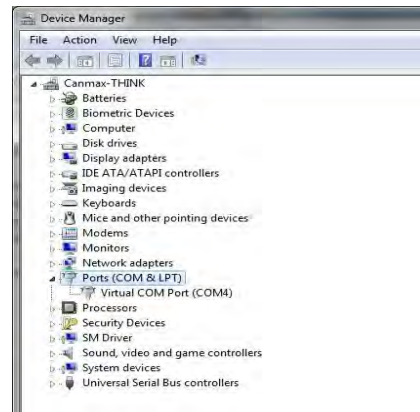 Device Manager
File Action View Help
Canmax-THINK
Batteries
Biometric Devices
Computer
Disk drives
Display adapters
IDE ATA/ATAPI controllers
Imaging devices
Keyboards
Mice and other pointing devices
Modems
Monitors
Network adapters
Ports (COM & LPT)
Virtual COM Port (COM4)
Processors
Security Devices
SM Driver
Sound, video and game controllers
System devices
Universal Serial Bus controllers